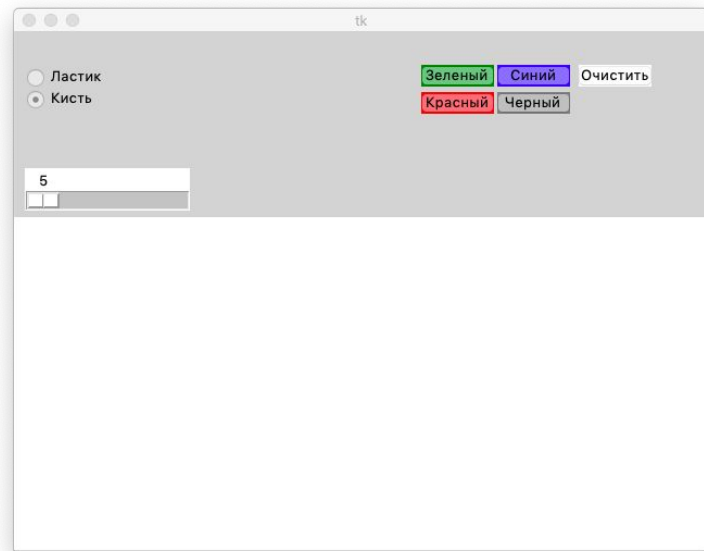 tk
Ластик
Кисть
Зеленый Синий Очистить
Красный Черный
5